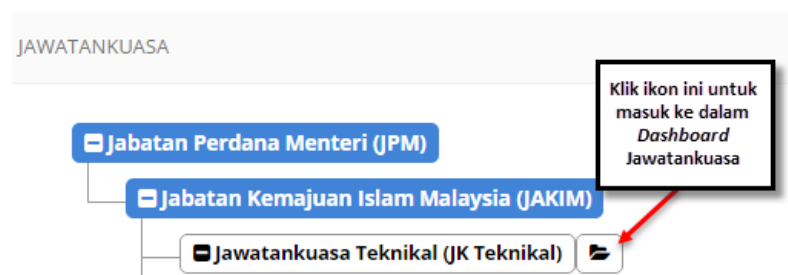 JAWATANKUASA
Klik ikon ini untuk
masuk ke dalam
Dashboard
Jawatankuasa
Jabatan Perdana Menteri (JPM)
Jabatan Kemajuan Islam Malaysia (JAKIM)
Jawatankuasa Teknikal (JK Teknikal)